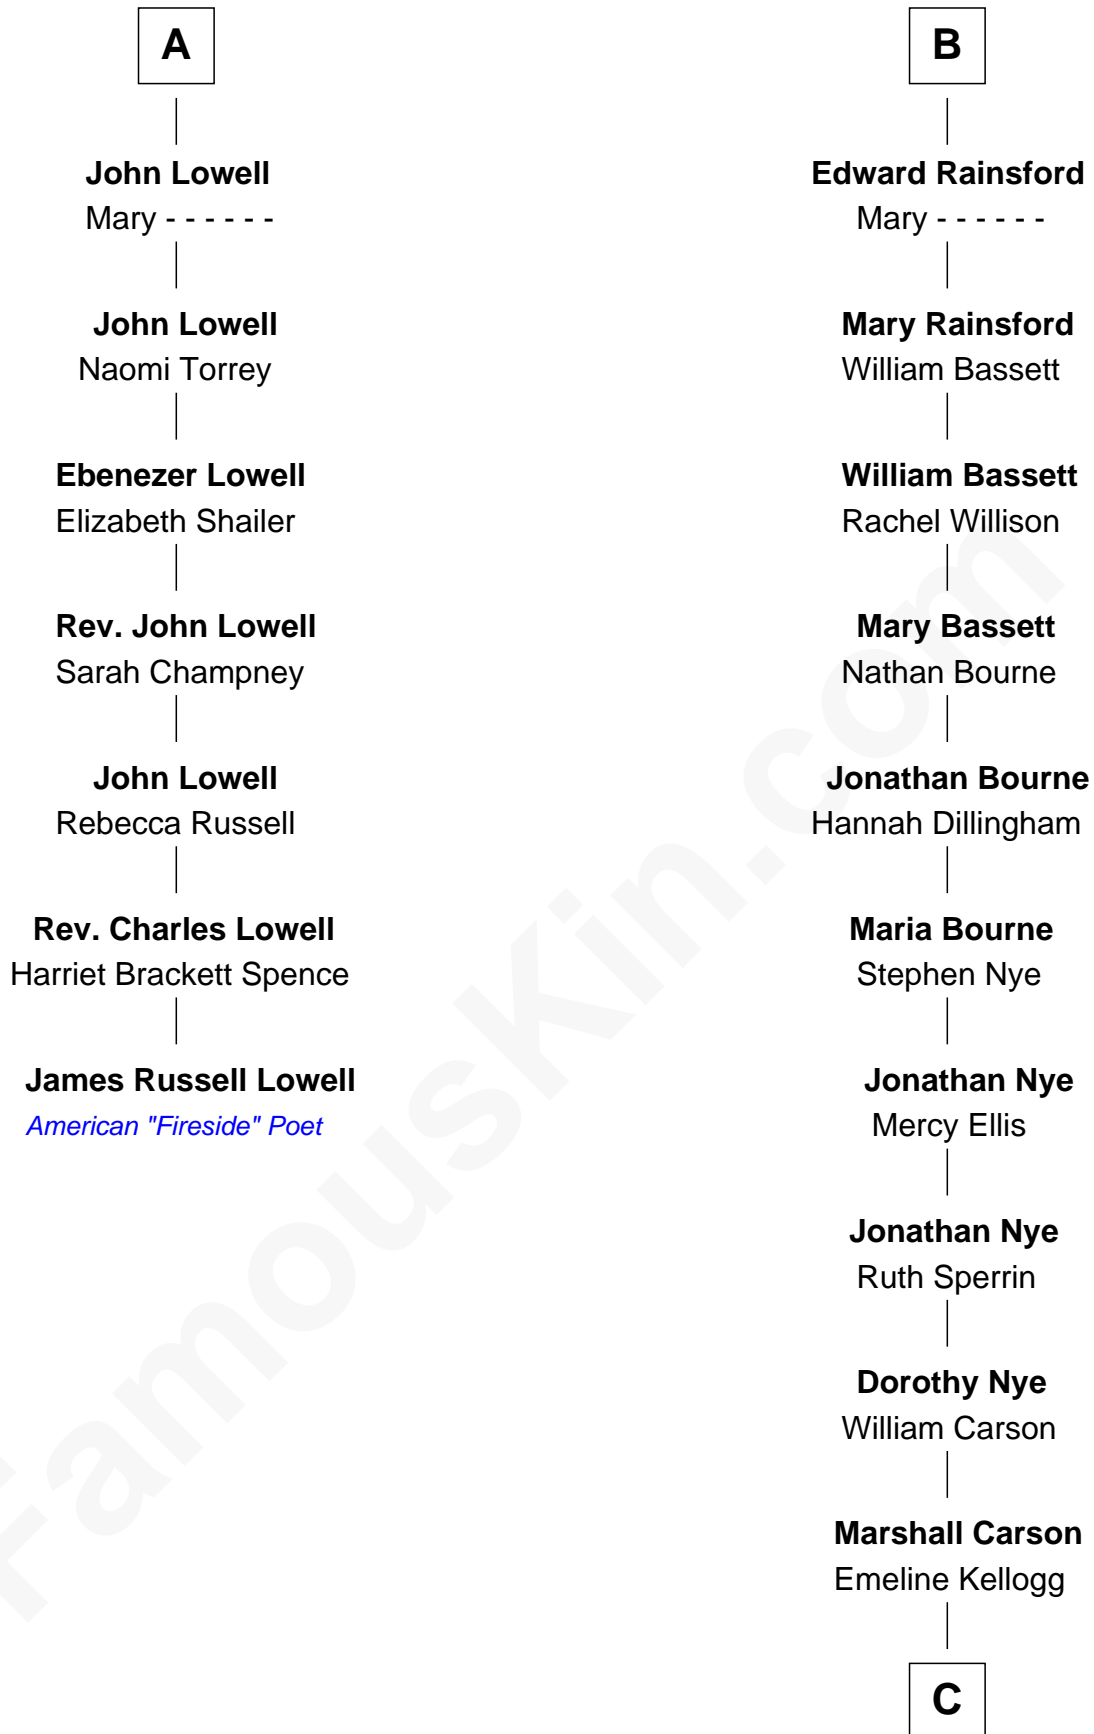 A
John Lowell
Mary - - - - - -
John Lowell
Naomi Torrey
Ebenezer Lowell
Elizabeth Shailer
Rev. John Lowell
Sarah Champney
John Lowell
Rebecca Russell
Rev. Charles Lowell
Harriet Brackett Spence
James Russell Lowell
American "Fireside" Poet
B
Edward Rainsford
Mary - - - - - -
Mary Rainsford
William Bassett
William Bassett
Rachel Willison
Mary Bassett
Nathan Bourne
Jonathan Bourne
Hannah Dillingham
Maria Bourne
Stephen Nye
Jonathan Nye
Mercy Ellis
Jonathan Nye
Ruth Sperrin
Dorothy Nye
William Carson
Marshall Carson
Emeline Kellogg
C
FamousKin.com